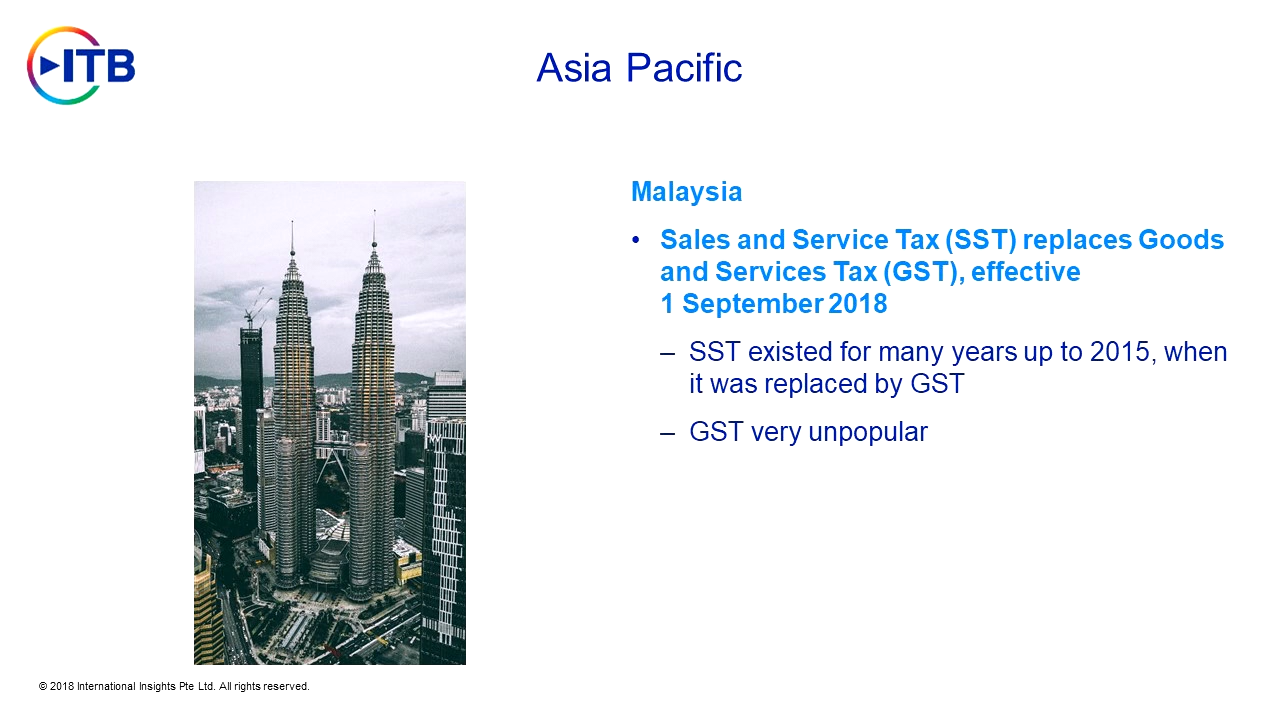 ITB
Asia Pacific
Malaysia
• Sales and Service Tax (SST) replaces Goods
and Services Tax (GST), effective
1 September 2018
– SST existed for many years up to 2015, when
it was replaced by GST
– GST very unpopular
© 2018 International Insights Pte Ltd. All rights reserved.